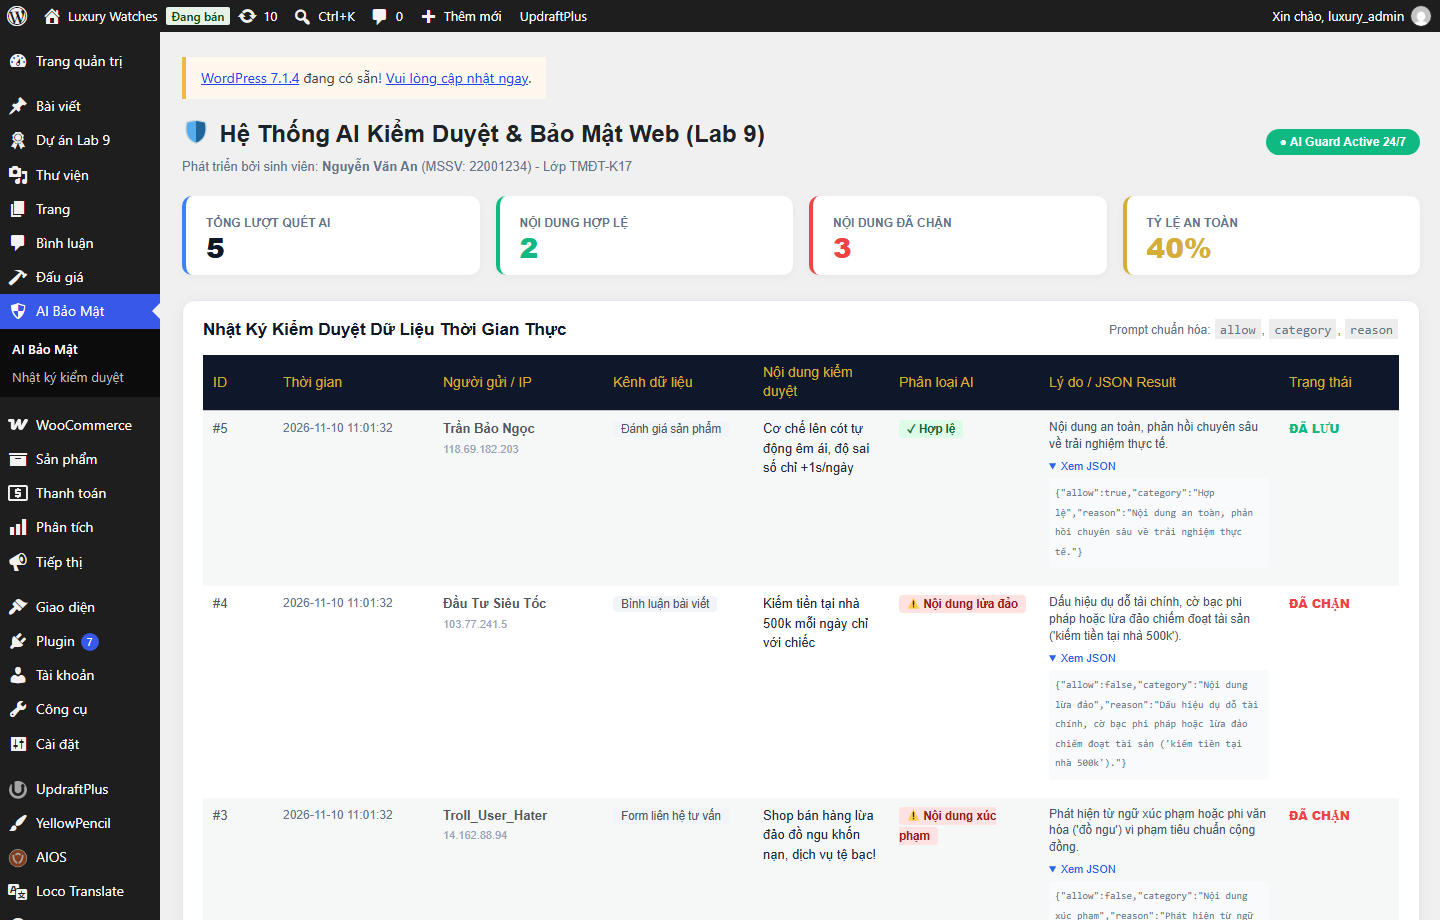 Luxury Watches Đang bán 10 Ctrl+K 0 Thêm mới UpdraftPlus Xin chào, luxury_admin
Trang quản trị
Bài viết
Dự án Lab 9
Thư viện
Trang
Bình luận
Đấu giá
AI Bảo Mật
AI Bảo Mật
Nhật ký kiểm duyệt
WooCommerce
Sản phẩm
Thanh toán
Phân tích
Tiếp thị
Giao diện
Plugin 7
Tài khoản
Công cụ
Cài đặt
UpdraftPlus
YellowPencil
AIOS
Loco Translate
WordPress 7.1.4 đang có sẵn! Vui lòng cập nhật ngay.
Hệ Thống AI Kiểm Duyệt & Bảo Mật Web (Lab 9)
Phát triển bởi sinh viên: Nguyễn Văn An (MSSV: 22001234) - Lớp TMĐT-K17
● AI Guard Active 24/7
TỔNG LƯỢT QUÉT AI
5
NỘI DUNG HỢP LỆ
2
NỘI DUNG ĐÃ CHẶN
3
TỶ LỆ AN TOÀN
40%
Nhật Ký Kiểm Duyệt Dữ Liệu Thời Gian Thực
Prompt chuẩn hóa: allow, category, reason
ID Thời gian Người gửi / IP Kênh dữ liệu Nội dung kiểm duyệt Phân loại AI Lý do / JSON Result Trạng thái
#5
2026-11-10 11:01:32
Trần Bảo Ngọc
118.69.182.203
Đánh giá sản phẩm
Cơ chế lên cót tự
động êm ái, độ sai
số chỉ +1s/ngày
✓ Hợp lệ
Nội dung an toàn, phản hồi chuyên sâu
về trải nghiệm thực tế.
▼ Xem JSON
{"allow":true,"category":"Hợp
lệ","reason":"Nội dung an toàn, phản
hồi chuyên sâu về trải nghiệm thực
tế."}
ĐÃ LƯU
#4
2026-11-10 11:01:32
Đầu Tư Siêu Tốc
103.77.241.5
Bình luận bài viết
Kiếm tiền tại nhà
500k mỗi ngày chỉ
với chiếc
⚠ Nội dung lừa đảo
Dấu hiệu dụ dỗ tài chính, cờ bạc phi
pháp hoặc lừa đảo chiếm đoạt tài sản
('kiếm tiền tại nhà 500k').
▼ Xem JSON
{"allow":false,"category":"Nội dung
lừa đảo","reason":"Dấu hiệu dụ dỗ tài
chính, cờ bạc phi pháp hoặc lừa đảo
chiếm đoạt tài sản ('kiếm tiền tại
nhà 500k')."}
ĐÃ CHẶN
#3
2026-11-10 11:01:32
Troll_User_Hater
14.162.88.94
Form liên hệ tư vấn
Shop bán hàng lừa
đảo đồ ngu khốn
nạn, dịch vụ tệ bạc!
⚠ Nội dung xúc
phạm
Phát hiện từ ngữ xúc phạm hoặc phi văn
hóa ('đồ ngu') vi phạm tiêu chuẩn cộng
đồng.
▼ Xem JSON
{"allow":false,"category":"Nội dung
xúc phạm","reason":"Phát hiện từ ngữ
ĐÃ CHẶN